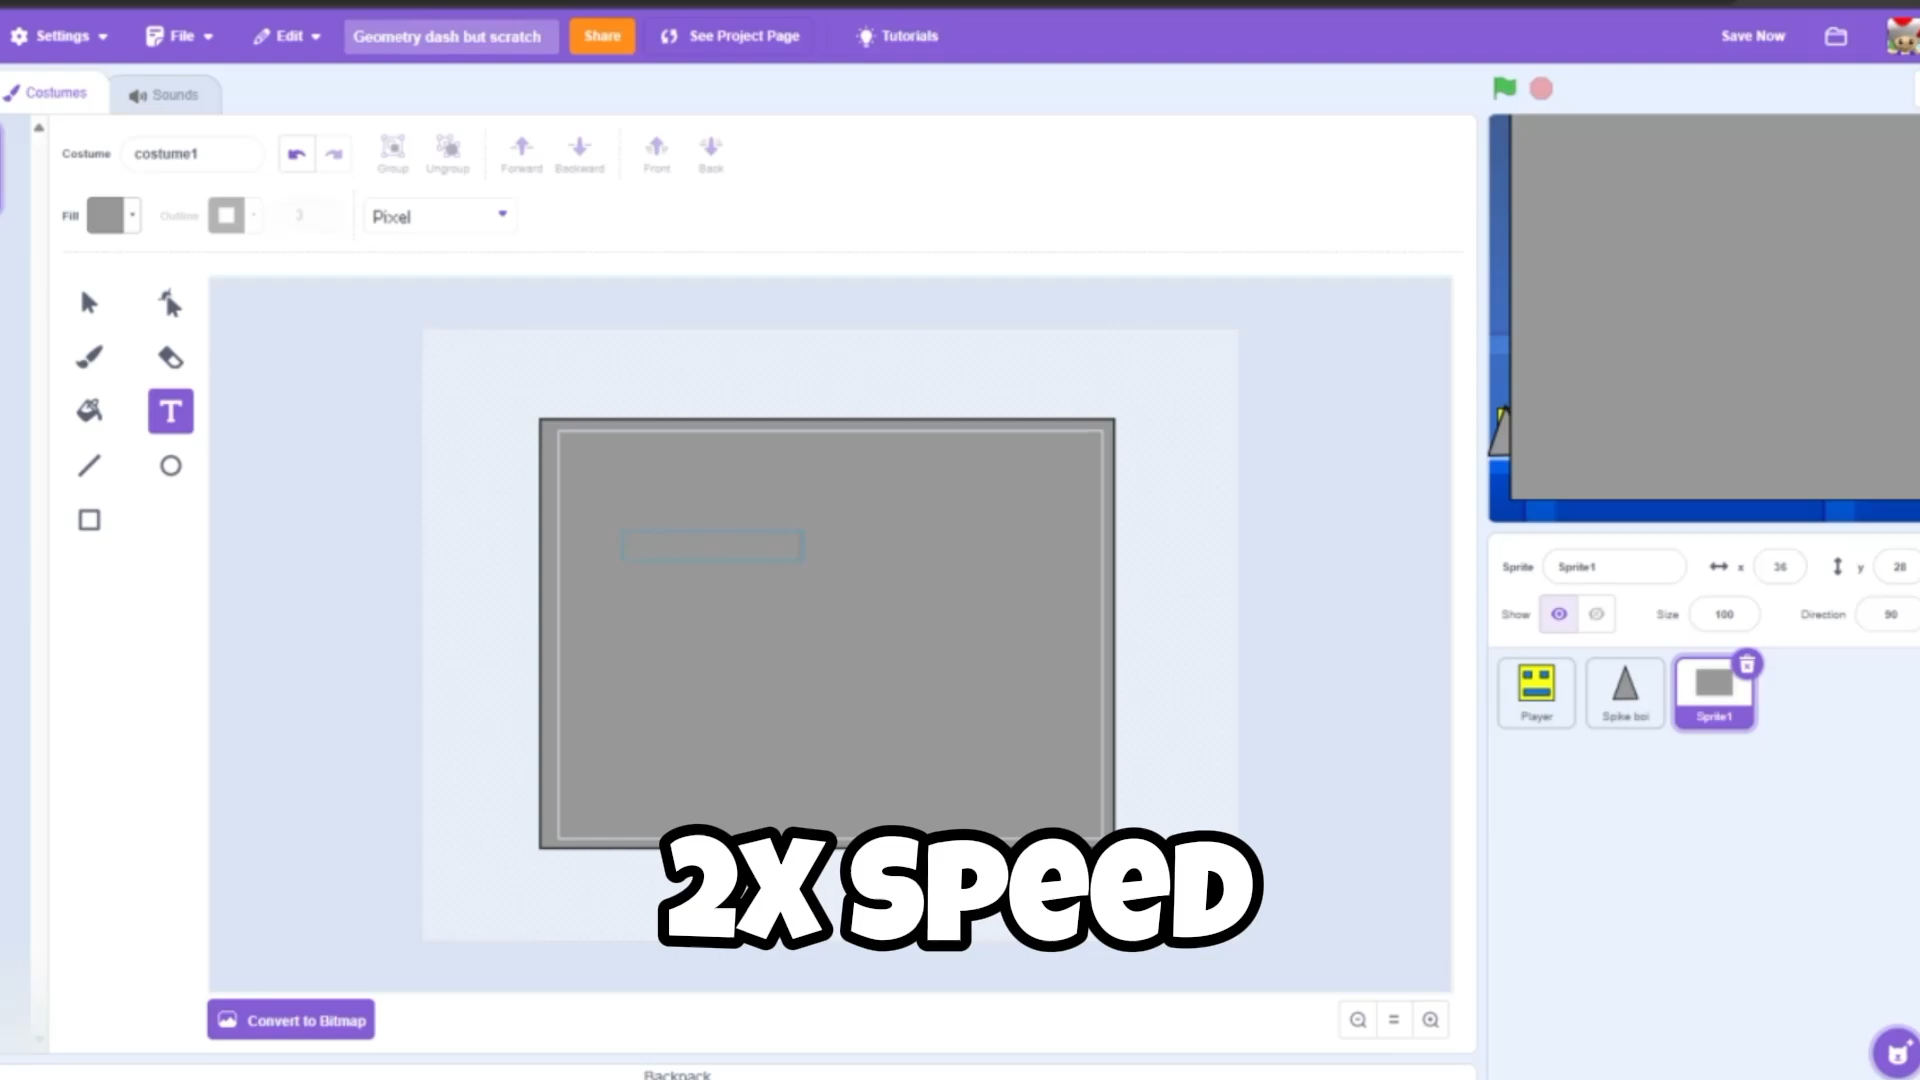 Settings File Edit Geometry dash but scratch Share See Project Page Tutorials Save Now
Costumes Sounds
Costume costume1 Group Ungroup Forward Backward Front Back
Fill Outline 3 Pixel
T
Sprite Sprite1 x 36 y 28
Show Size 100 Direction 90
Player Spike boi Sprite1
2X SPEED
Convert to Bitmap
Backpack